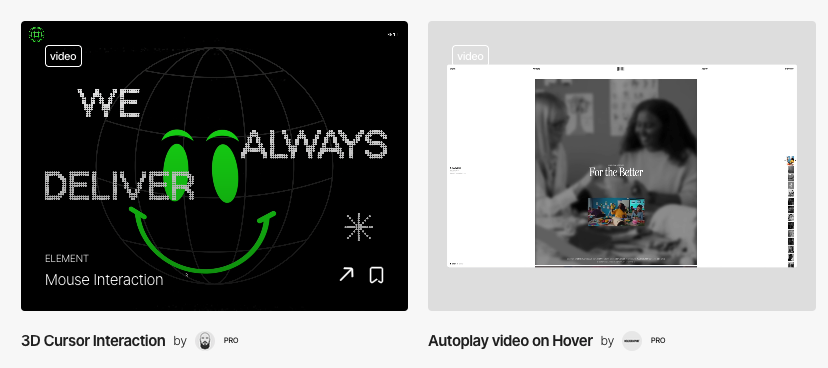 video
WE
ALWAYS
DELIVER
ELEMENT
Mouse Interaction
3D Cursor Interaction by PRO
video
For the Better
Autoplay video on Hover by PRO